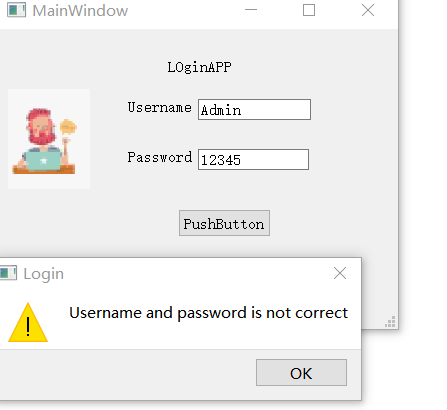 MainWindow
LOginAPP
Username Admin
Password 12345
PushButton
Login
Username and password is not correct
OK